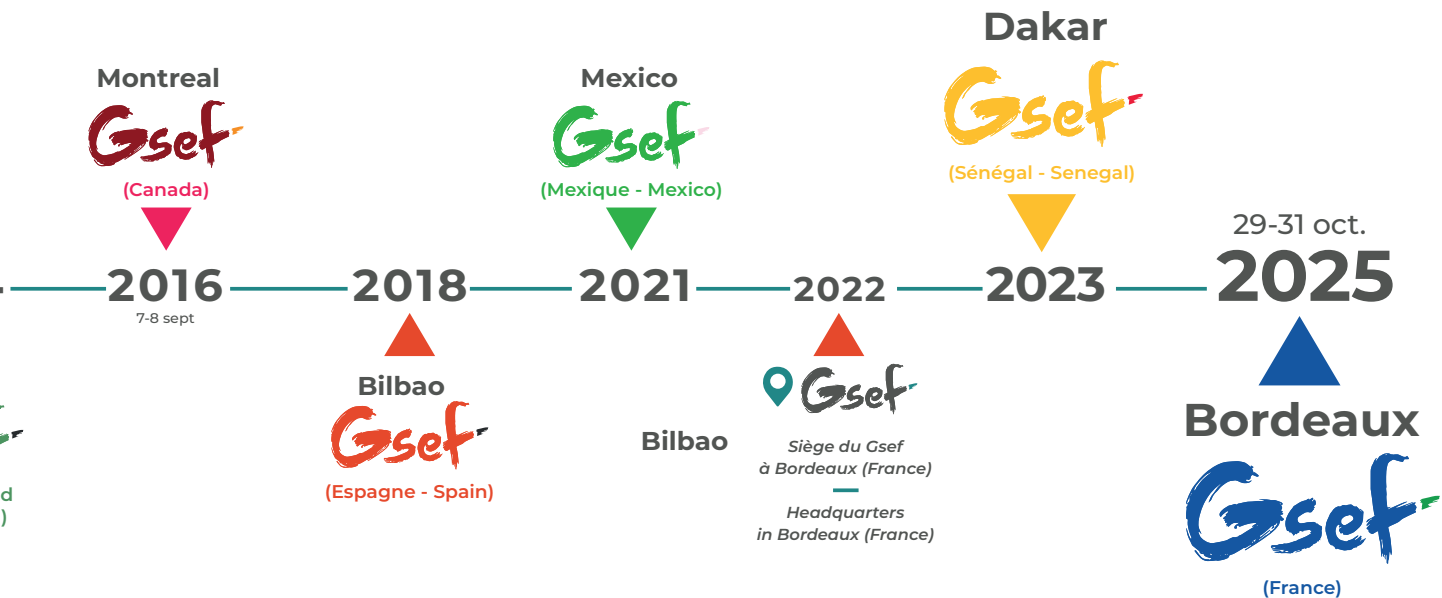 Montreal
Gsef
(Canada)
2016
7-8 sept
2018
Bilbao
Gsef
(Espagne - Spain)
Mexico
Gsef
(Mexique - Mexico)
2021
Bilbao
2022
Gsef
Siège du Gsef
à Bordeaux (France)
Headquarters
in Bordeaux (France)
Dakar
Gsef
(Sénégal - Senegal)
2023
29-31 oct.
2025
Bordeaux
Gsef
(France)